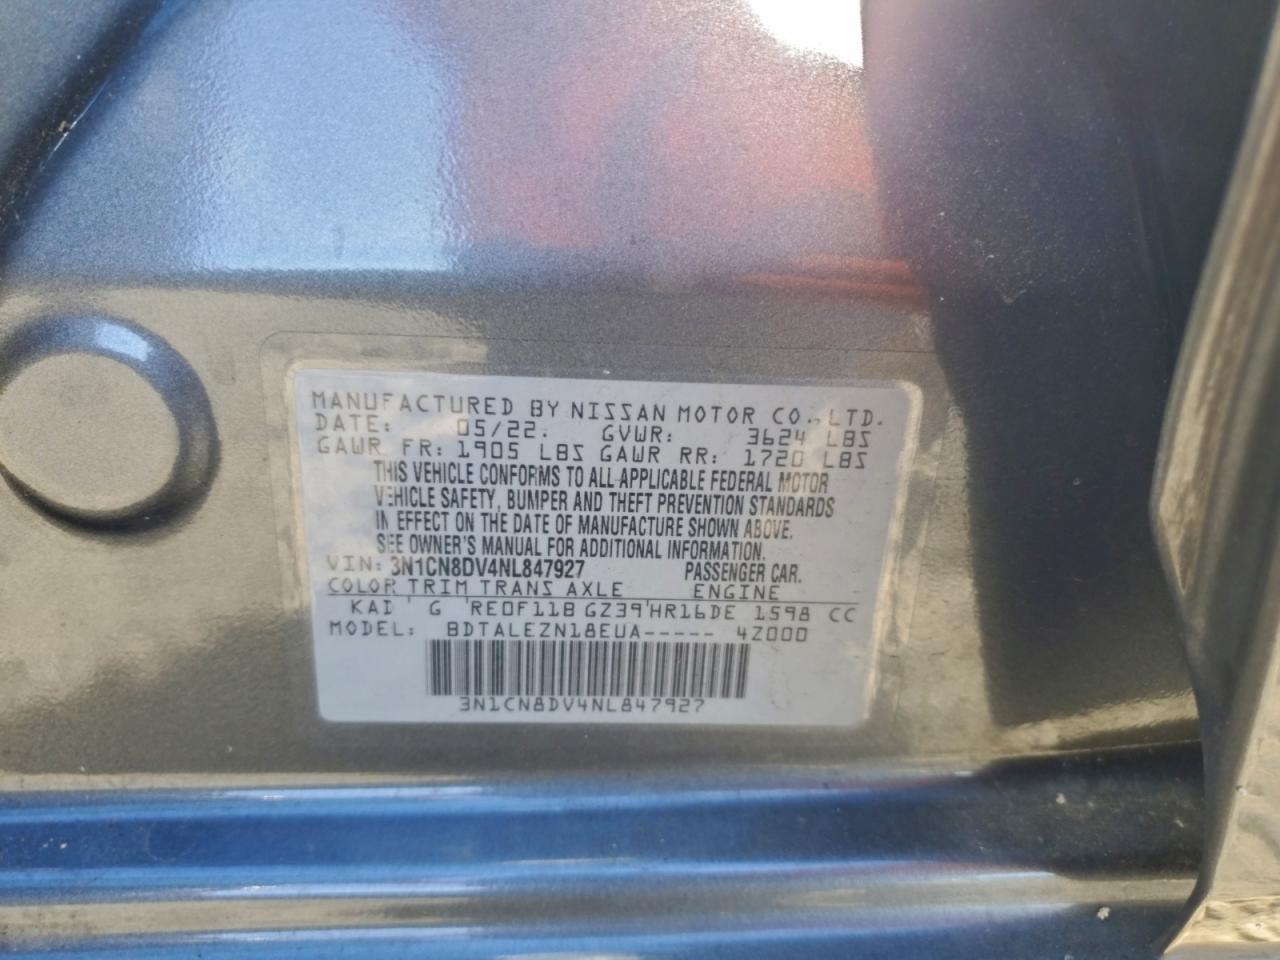 MANUFACTURED BY NISSAN MOTOR CO., LTD.
DATE: 05/22. GVWR: 3624 LBS
GAWR FR: 1905 LBS GAWR RR: 1720 LBS
THIS VEHICLE CONFORMS TO ALL APPLICABLE FEDERAL MOTOR
VEHICLE SAFETY, BUMPER AND THEFT PREVENTION STANDARDS
IN EFFECT ON THE DATE OF MANUFACTURE SHOWN ABOVE.
SEE OWNER'S MANUAL FOR ADDITIONAL INFORMATION.
VIN: 3N1CN8DV4NL847927 PASSENGER CAR.
COLOR TRIM TRANS AXLE ENGINE
KAD G RE0F11B GZ39 HR16DE 1598 CC
MODEL: BDTALEZN18EUA----- 4Z000
3N1CN8DV4NL847927